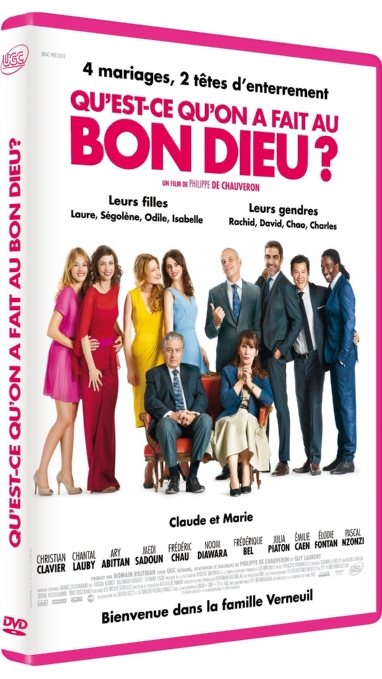 UGC
UGC PRÉSENTE
4 mariages, 2 têtes d'enterrement
QU'EST-CE QU'ON A FAIT AU
BON DIEU ?
UN FILM DE PHILIPPE DE CHAUVERON
Leurs filles
Laure, Ségolène, Odile, Isabelle
Leurs gendres
Rachid, David, Chao, Charles
Claude et Marie
CHRISTIAN CLAVIER
CHANTAL LAUBY
ARY ABITTAN
MEDI SADOUN
FRÉDÉRIC CHAU
NOOM DIAWARA
FRÉDÉRIQUE BEL
JULIA PIATON
ÉMILIE CAEN
ÉLODIE FONTAN
PASCAL NZONZI
Bienvenue dans la famille Verneuil
QU'EST-CE QU'ON A FAIT AU BON DIEU?
DVD